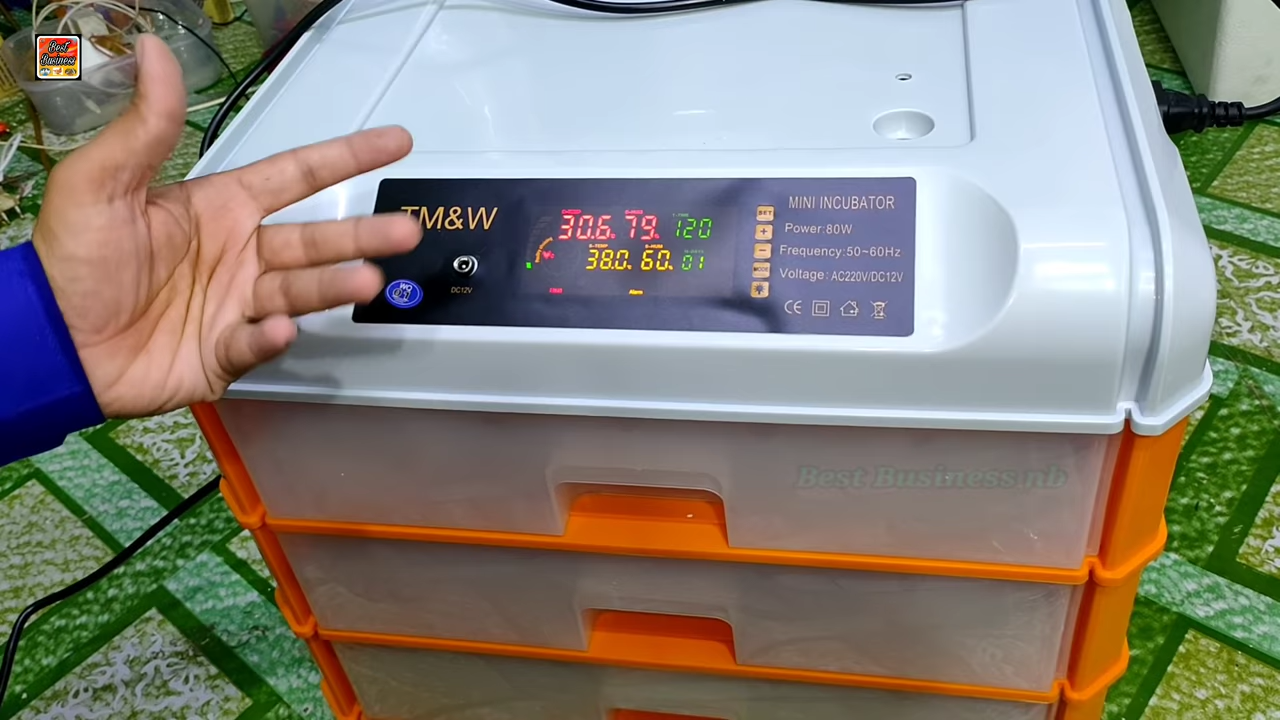 Best
Business
TM&W
DC12V
30.6. 79. 120
38.0. 60. 01
Alarm
SET
+
−
MODE
MINI INCUBATOR
Power:80W
Frequency:50~60Hz
Voltage: AC220V/DC12V
CE
Best Business nb